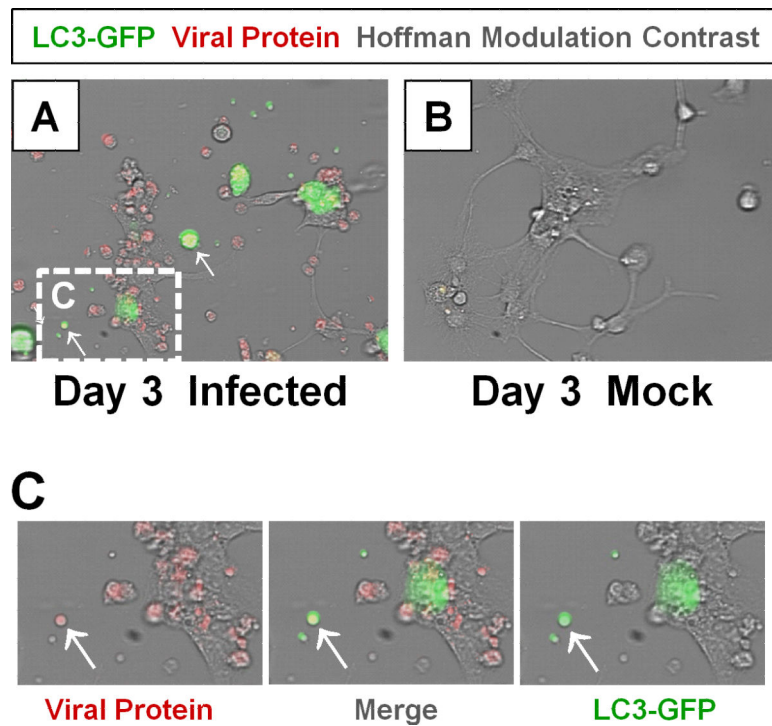 LC3-GFP Viral Protein Hoffman Modulation Contrast
A
B
C
Day 3 Infected
Day 3 Mock
C
Viral Protein
Merge
LC3-GFP